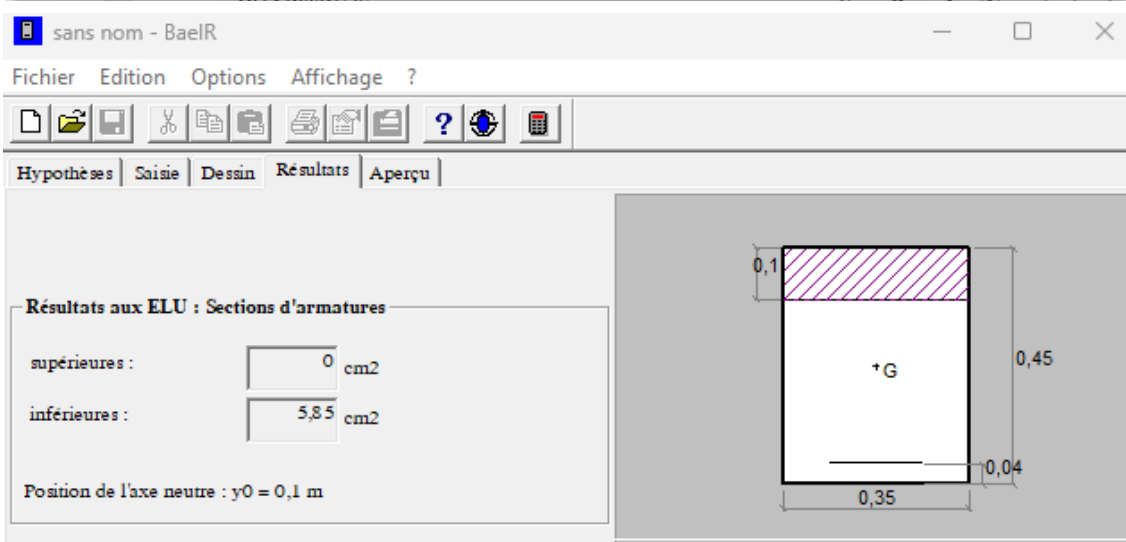 sans nom - BaelR
Fichier Edition Options Affichage ?
Hypothèses Saisie Dessin Résultats Aperçu
Résultats aux ELU : Sections d'armatures
supérieures : 0 cm2
inférieures : 5,85 cm2
Position de l'axe neutre : y0 = 0,1 m
0,1
G
0,45
0,04
0,35